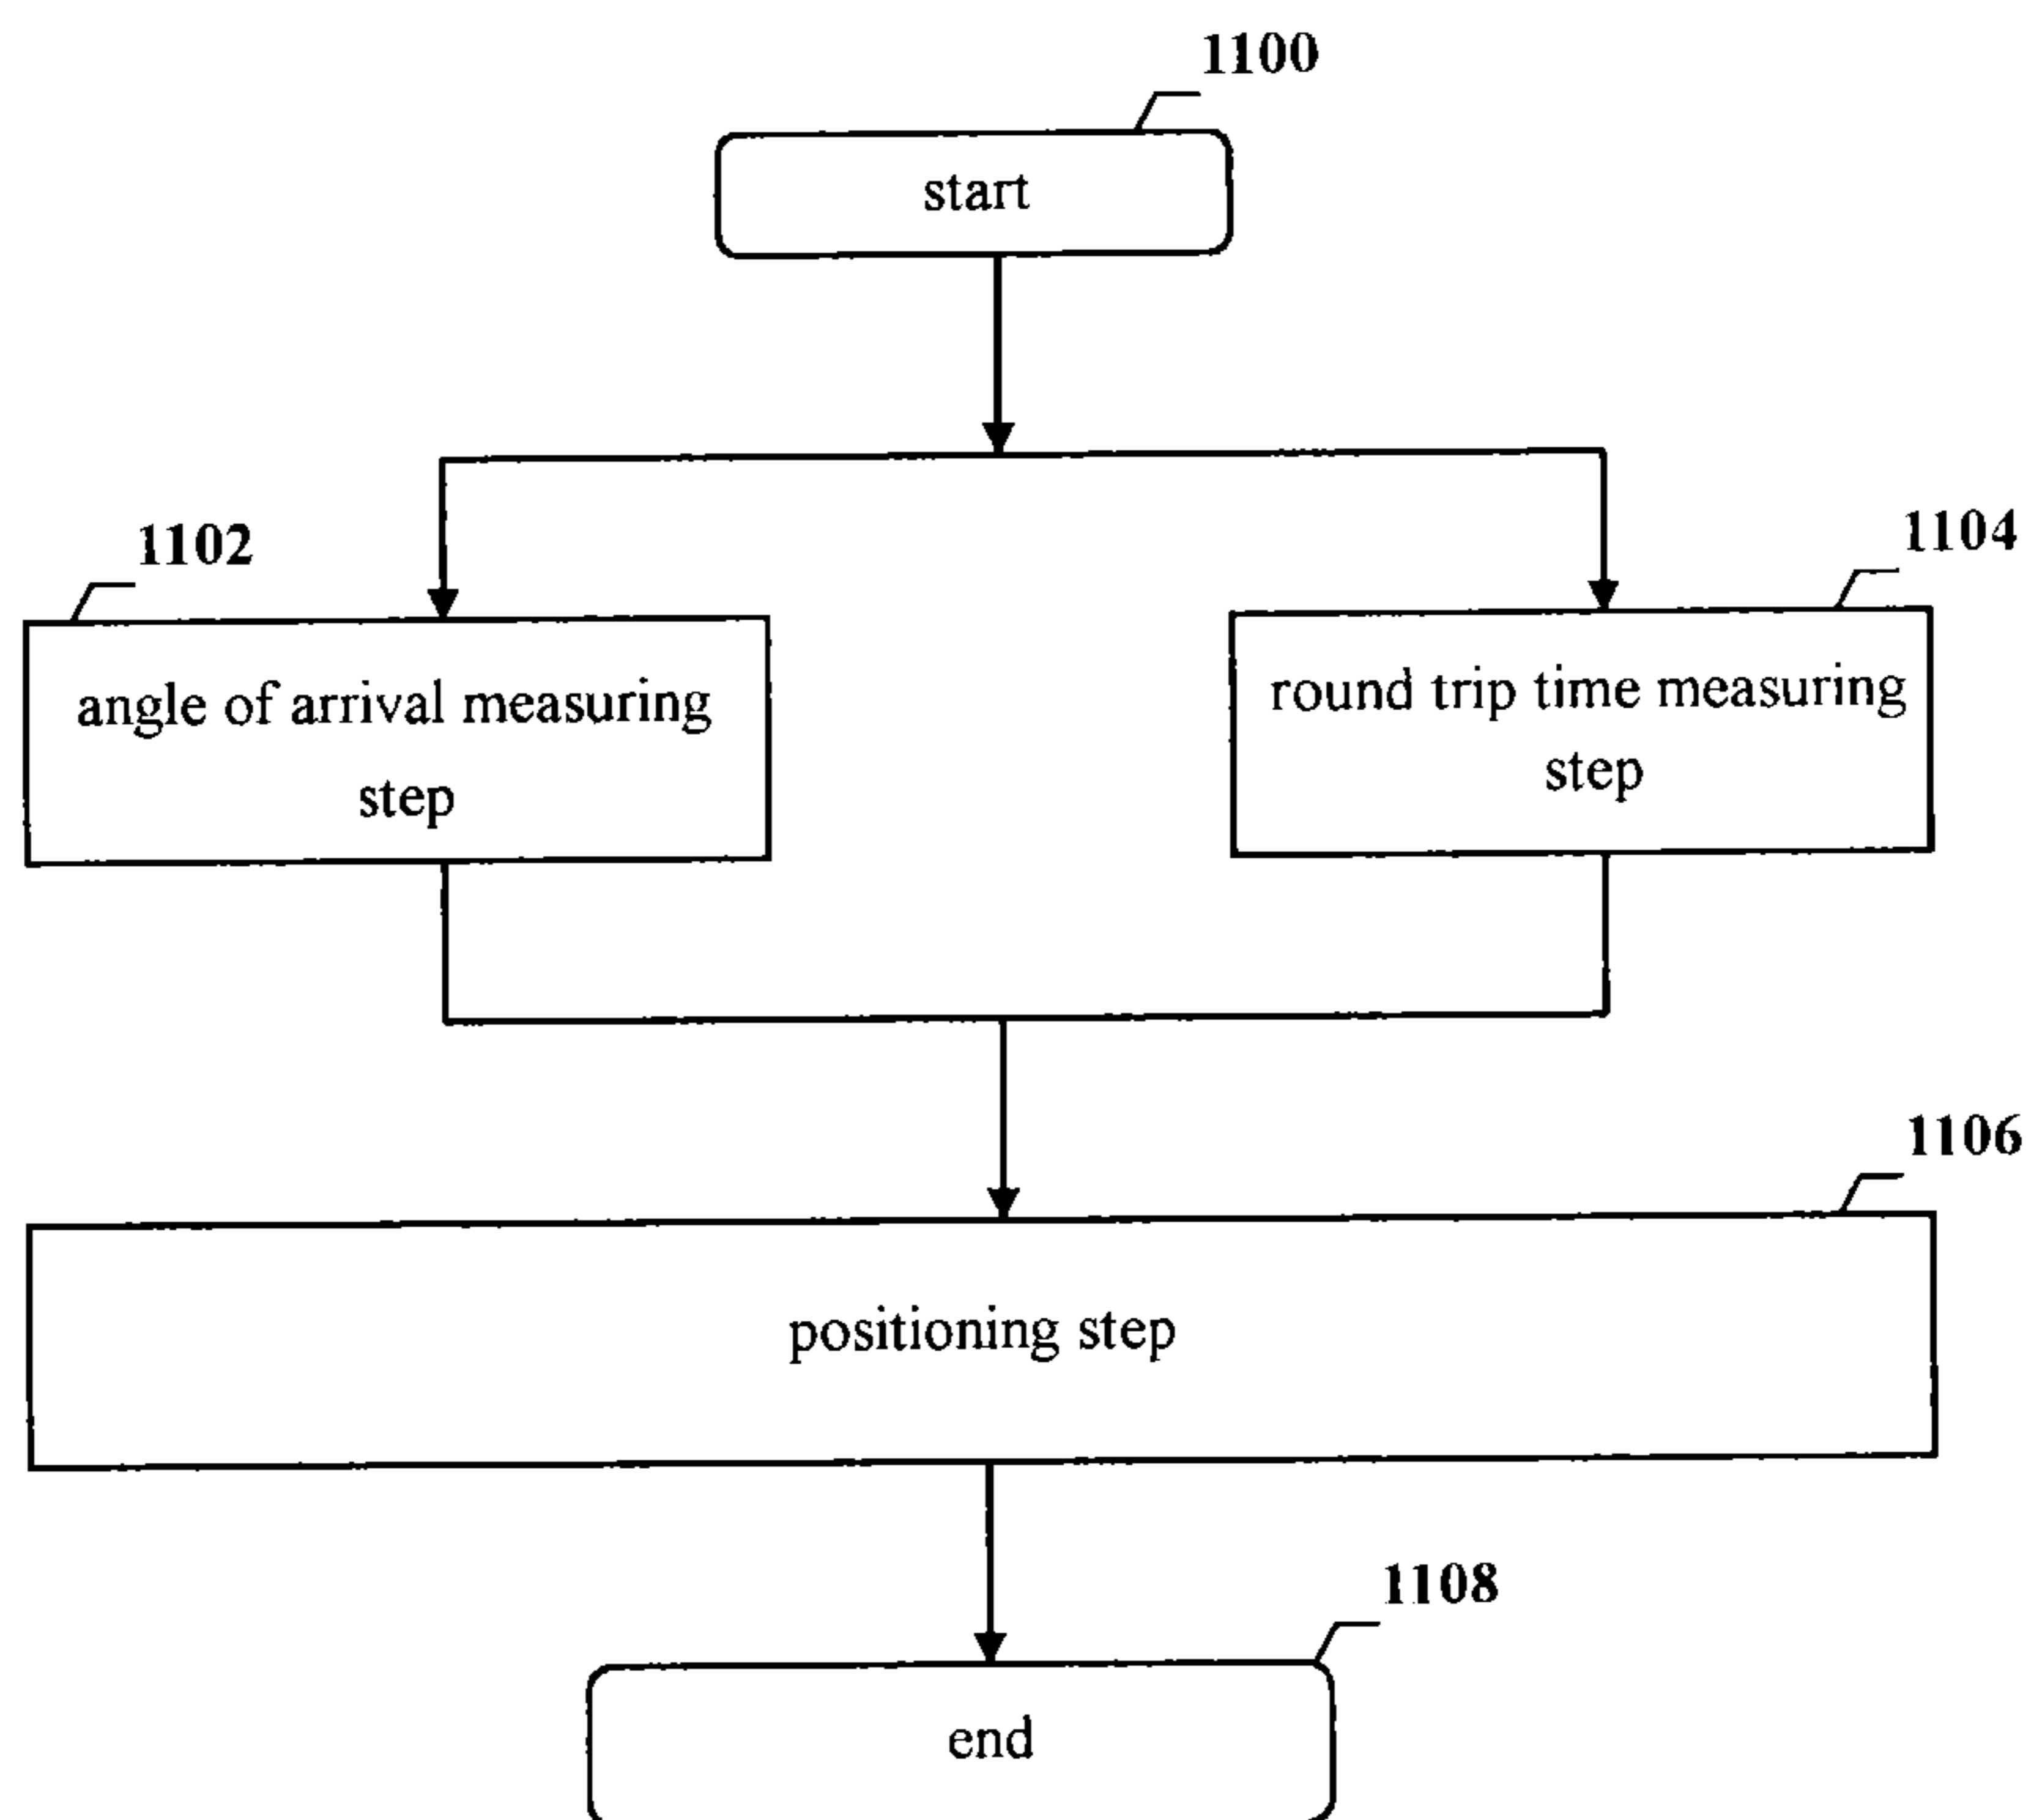 1100
start
1102
1104
angle of arrival measuring
step
round trip time measuring
step
1106
positioning step
1108
end